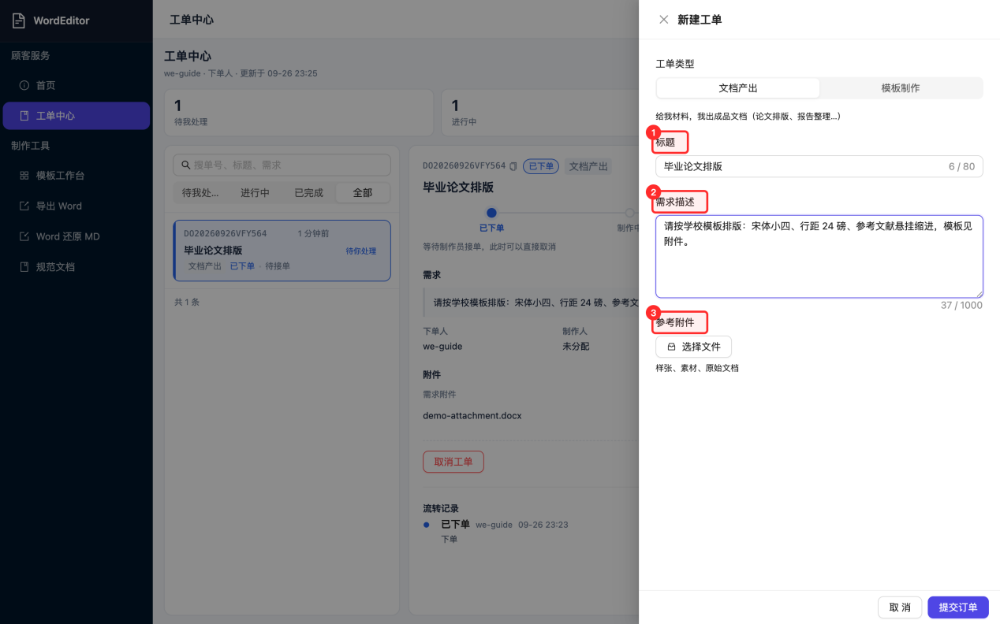 WordEditor
顾客服务
首页
工单中心
制作工具
模板工作台
导出 Word
Word 还原 MD
规范文档
工单中心
工单中心
we-guide · 下单人 · 更新于 09-26 23:25
1
待我处理
1
进行中
搜单号、标题、需求
待我处... 进行中 已完成 全部
DO20260926VFY564 1 分钟前
毕业论文排版 待你处理
文档产出 已下单 · 待接单
共 1 条
DO20260926VFY564 已下单 文档产出
毕业论文排版
已下单 制作中
等待制作员接单，此时可以直接取消
需求
请按学校模板排版：宋体小四、行距 24 磅、参考文
下单人 制作人
we-guide 未分配
附件
需求附件
demo-attachment.docx
取消工单
流转记录
已下单 we-guide 09-26 23:23
下单
新建工单
工单类型
文档产出 模板制作
给我材料，我出成品文档（论文排版、报告整理...）
1
标题
毕业论文排版 6 / 80
2
需求描述
请按学校模板排版：宋体小四、行距 24 磅、参考文献悬挂缩进，模板见
附件。
37 / 1000
3
参考附件
选择文件
样张、素材、原始文档
取 消 提交订单